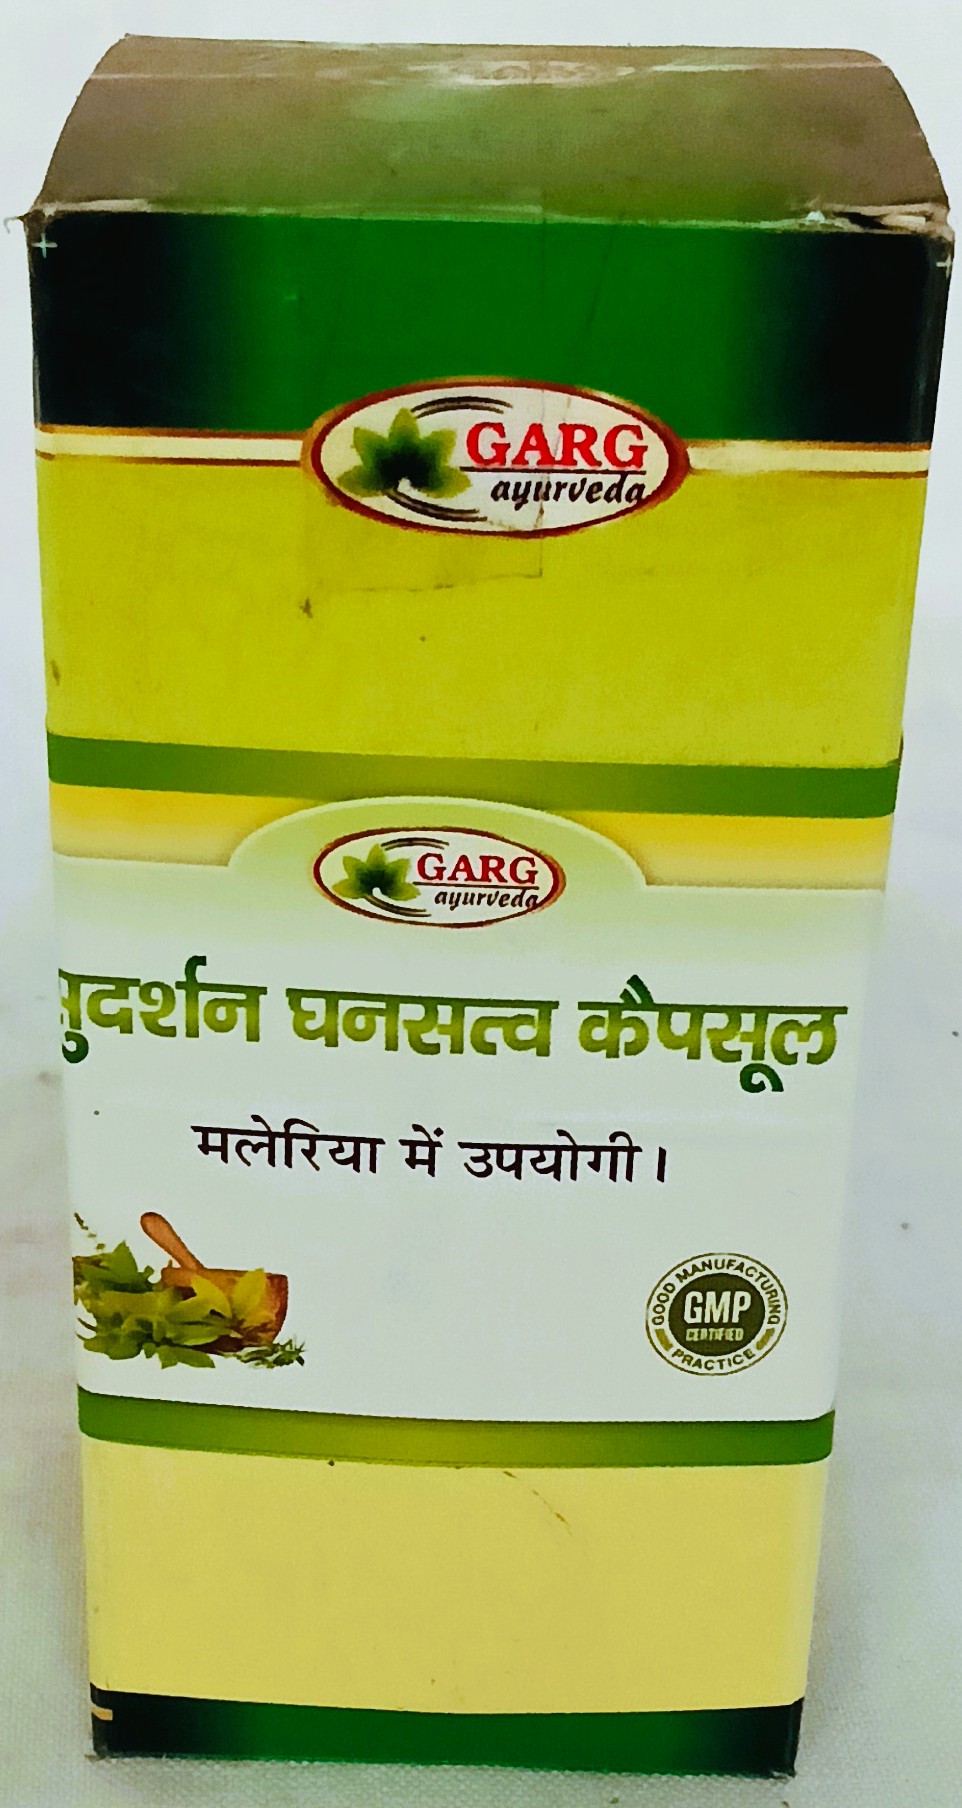 GARG
ayurveda
GARG
ayurveda
सुदर्शन घनसत्व कैपसूल
मलेरिया में उपयोगी।
GOOD MANUFACTURING
GMP
CERTIFIED
PRACTICE